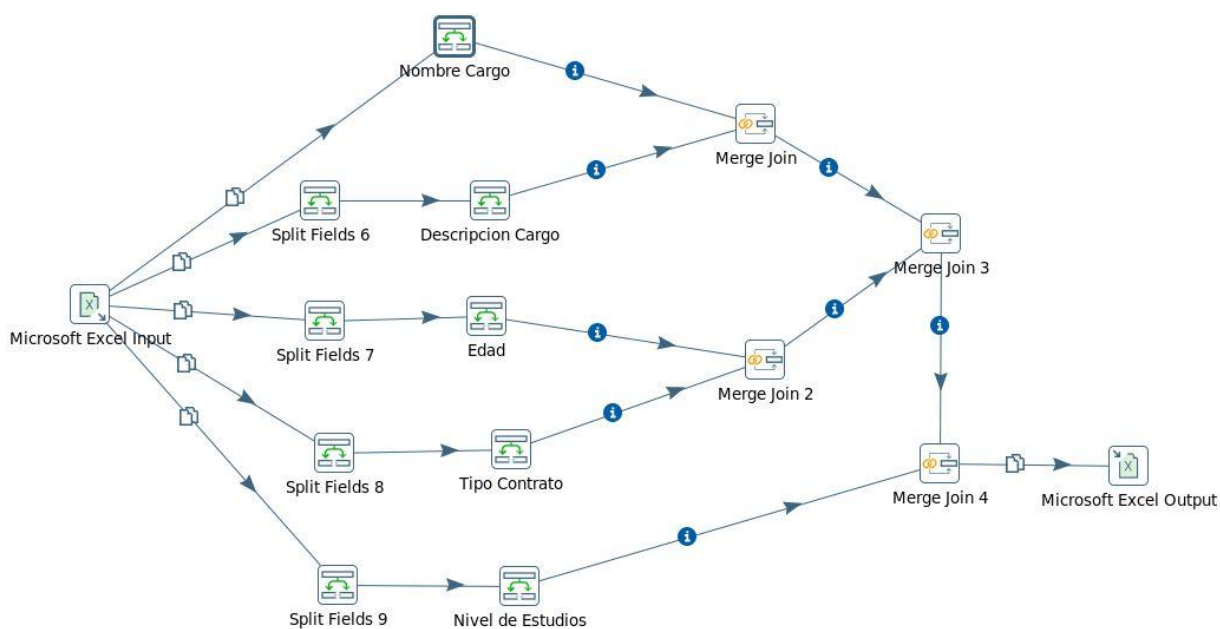 Nombre Cargo
Merge Join
Split Fields 6
Descripcion Cargo
Merge Join 3
Microsoft Excel Input
Split Fields 7
Edad
Merge Join 2
Split Fields 8
Tipo Contrato
Merge Join 4
Microsoft Excel Output
Split Fields 9
Nivel de Estudios